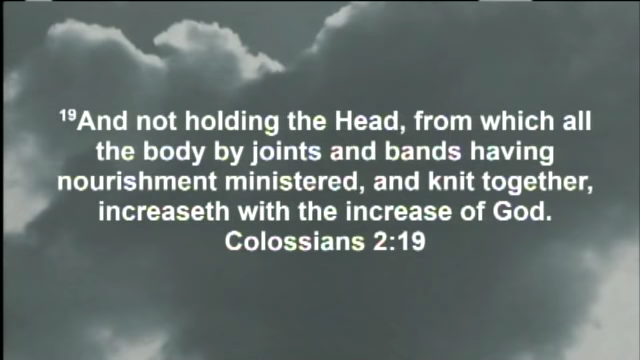 ¹⁹And not holding the Head, from which all
the body by joints and bands having
nourishment ministered, and knit together,
increaseth with the increase of God.
Colossians 2:19